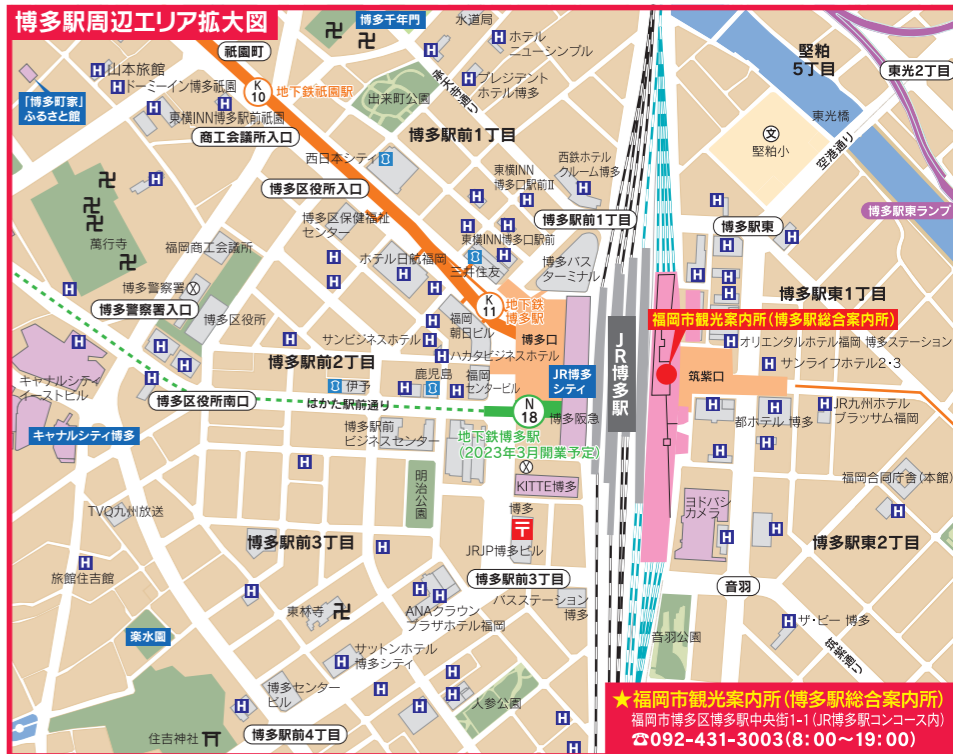 博多駅周辺エリア拡大図
博多千年門
水道局
ホテル
ニューシンプル
堅粕
5丁目
東光2丁目
祇園町
山本旅館
ドーミーイン博多祇園
K
10
地下鉄祇園駅
承天寺通り
プレジデント
ホテル博多
「博多町家」
ふるさと館
東横INN博多駅前祇園
出来町公園
東光橋
商工会議所入口
博多駅前1丁目
文
堅粕小
空港通り
西日本シティ
東横INN
博多口駅前Ⅱ
西鉄ホテル
クルーム博多
博多区役所入口
博多駅前1丁目
博多駅東
博多駅東ランプ
博多区保健福祉
センター
萬行寺
福岡商工会議所
東横INN博多口駅前
ホテル日航福岡
三井住友
博多バス
ターミナル
博多警察署
博多警察署入口
K
11
地下鉄
博多駅
博多駅東1丁目
博多区役所
福岡
朝日ビル
博多口
福岡市観光案内所(博多駅総合案内所)
サンビジネスホテル
JR博多駅
オリエンタルホテル福岡 博多ステーション
博多駅前2丁目
ハカタビジネスホテル
サンライフホテル2・3
キャナルシティ
イーストビル
伊予
鹿児島
福岡
センタービル
JR博多
シティ
筑紫口
博多区役所南口
はかた駅前通り
N
18
博多阪急
都ホテル 博多
JR九州ホテル
ブラッサム福岡
キャナルシティ博多
博多駅前
ビジネスセンター
地下鉄博多駅
(2023年3月開業予定)
KITTE博多
福岡合同庁舎(本館)
明治公園
TVQ九州放送
博多
ヨドバシ
カメラ
博多駅前3丁目
JRJP博多ビル
博多駅東2丁目
旅館住吉館
博多駅前3丁目
音羽
東林寺
ANAクラウン
プラザホテル福岡
バスステーション
博多
ザ・ビー 博多
楽水園
サットンホテル
博多シティ
音羽公園
筑紫通り
博多センター
ビル
人参公園
住吉神社
博多駅前4丁目
★福岡市観光案内所(博多駅総合案内所)
福岡市博多区博多駅中央街1-1(JR博多駅コンコース内)
☎092-431-3003(8:00〜19:00)